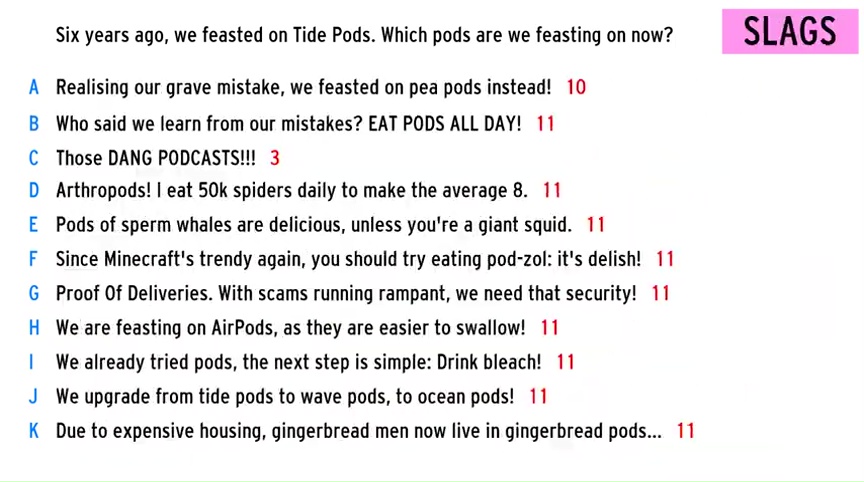 Six years ago, we feasted on Tide Pods. Which pods are we feasting on now?
SLAGS
A Realising our grave mistake, we feasted on pea pods instead! 10
B Who said we learn from our mistakes? EAT PODS ALL DAY! 11
C Those DANG PODCASTS!!! 3
D Arthropods! I eat 50k spiders daily to make the average 8. 11
E Pods of sperm whales are delicious, unless you're a giant squid. 11
F Since Minecraft's trendy again, you should try eating pod-zol: it's delish! 11
G Proof Of Deliveries. With scams running rampant, we need that security! 11
H We are feasting on AirPods, as they are easier to swallow! 11
I We already tried pods, the next step is simple: Drink bleach! 11
J We upgrade from tide pods to wave pods, to ocean pods! 11
K Due to expensive housing, gingerbread men now live in gingerbread pods... 11